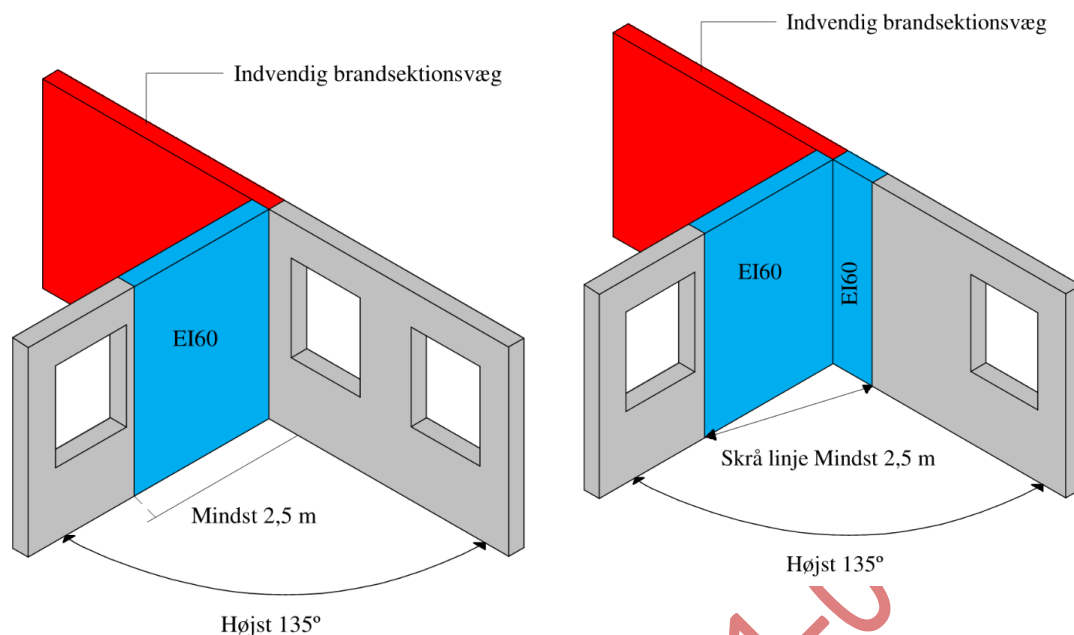 Indvendig brandsektionsvæg
EI60
Mindst 2,5 m
Højst 135º
Indvendig brandsektionsvæg
EI60
EI60
Skrå linje Mindst 2,5 m
Højst 135º